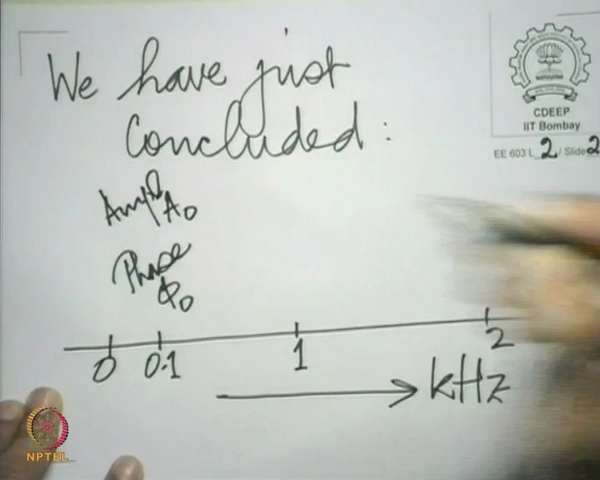 We have just
Concluded:
CDEEP
IIT Bombay
EE 603 L 2 / Slide 2
Ampl A0
Phase
φ0
0 0.1 1 2
kHz
NPTEL